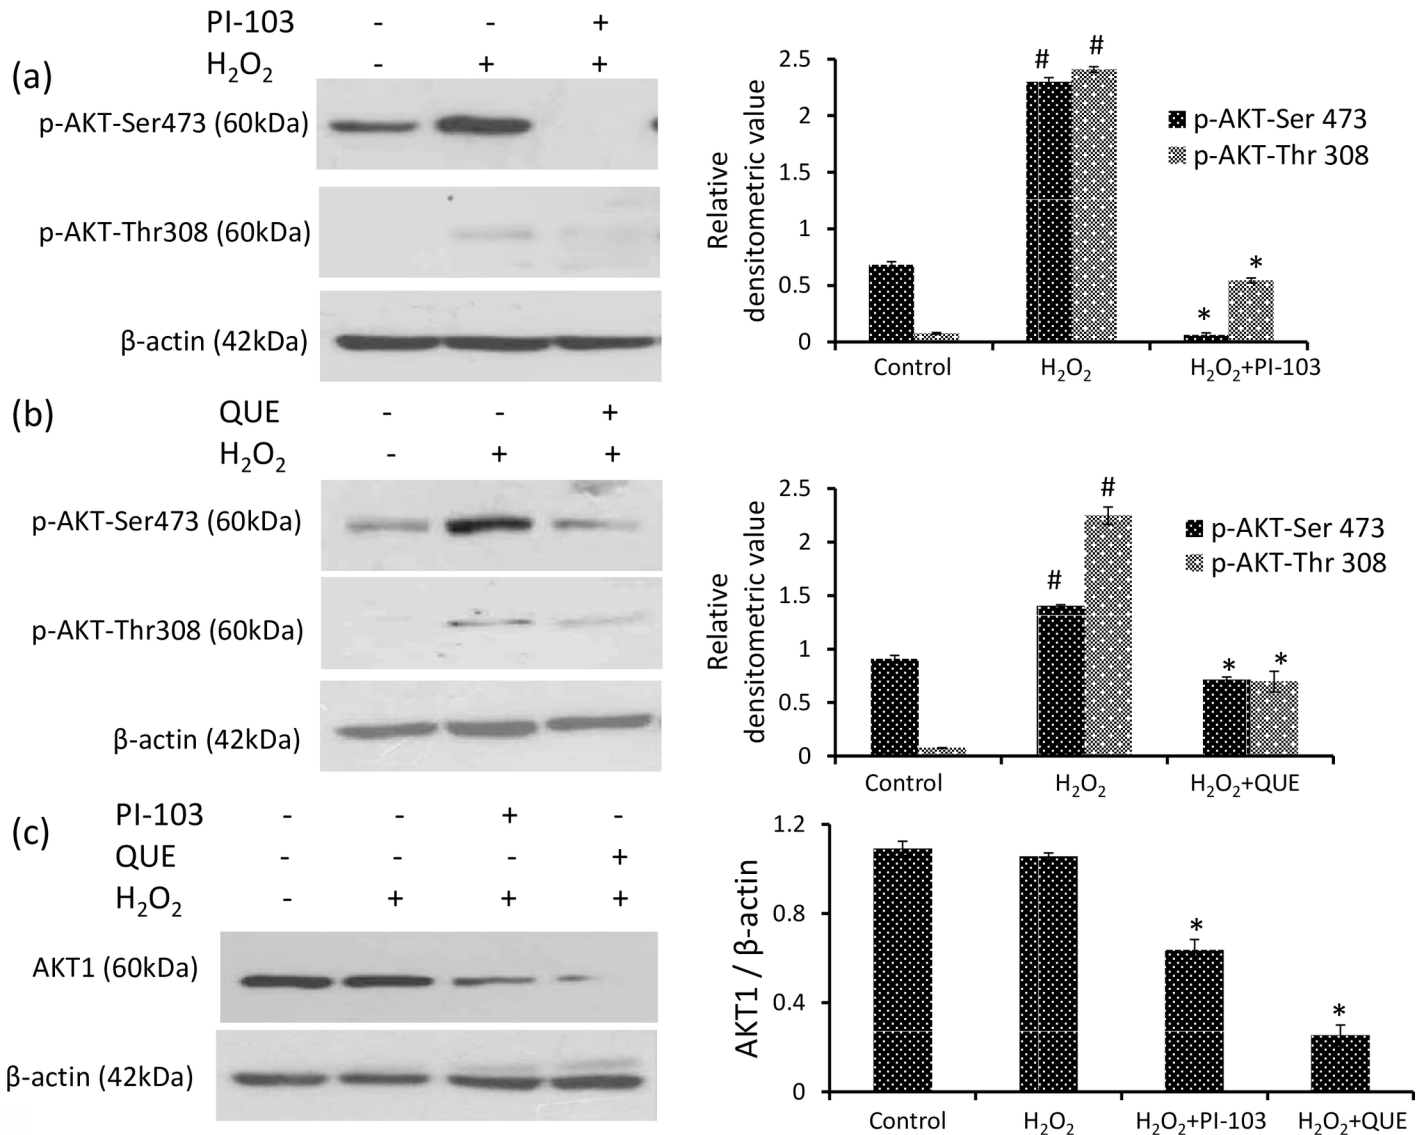 PI-103 - - +
(a) H₂O₂ - + +
p-AKT-Ser473 (60kDa)
p-AKT-Thr308 (60kDa)
β-actin (42kDa)
Relative
densitometric value
2.5
2
1.5
1
0.5
0
# #
* *
p-AKT-Ser 473
p-AKT-Thr 308
Control H₂O₂ H₂O₂+PI-103
(b) QUE - - +
H₂O₂ - + +
p-AKT-Ser473 (60kDa)
p-AKT-Thr308 (60kDa)
β-actin (42kDa)
Relative
densitometric value
2.5
2
1.5
1
0.5
0
# #
* *
p-AKT-Ser 473
p-AKT-Thr 308
Control H₂O₂ H₂O₂+QUE
(c) PI-103 - - + -
QUE - - - +
H₂O₂ - + + +
AKT1 (60kDa)
β-actin (42kDa)
AKT1 / β-actin
1.2
0.8
0.4
0
* *
Control H₂O₂ H₂O₂+PI-103 H₂O₂+QUE